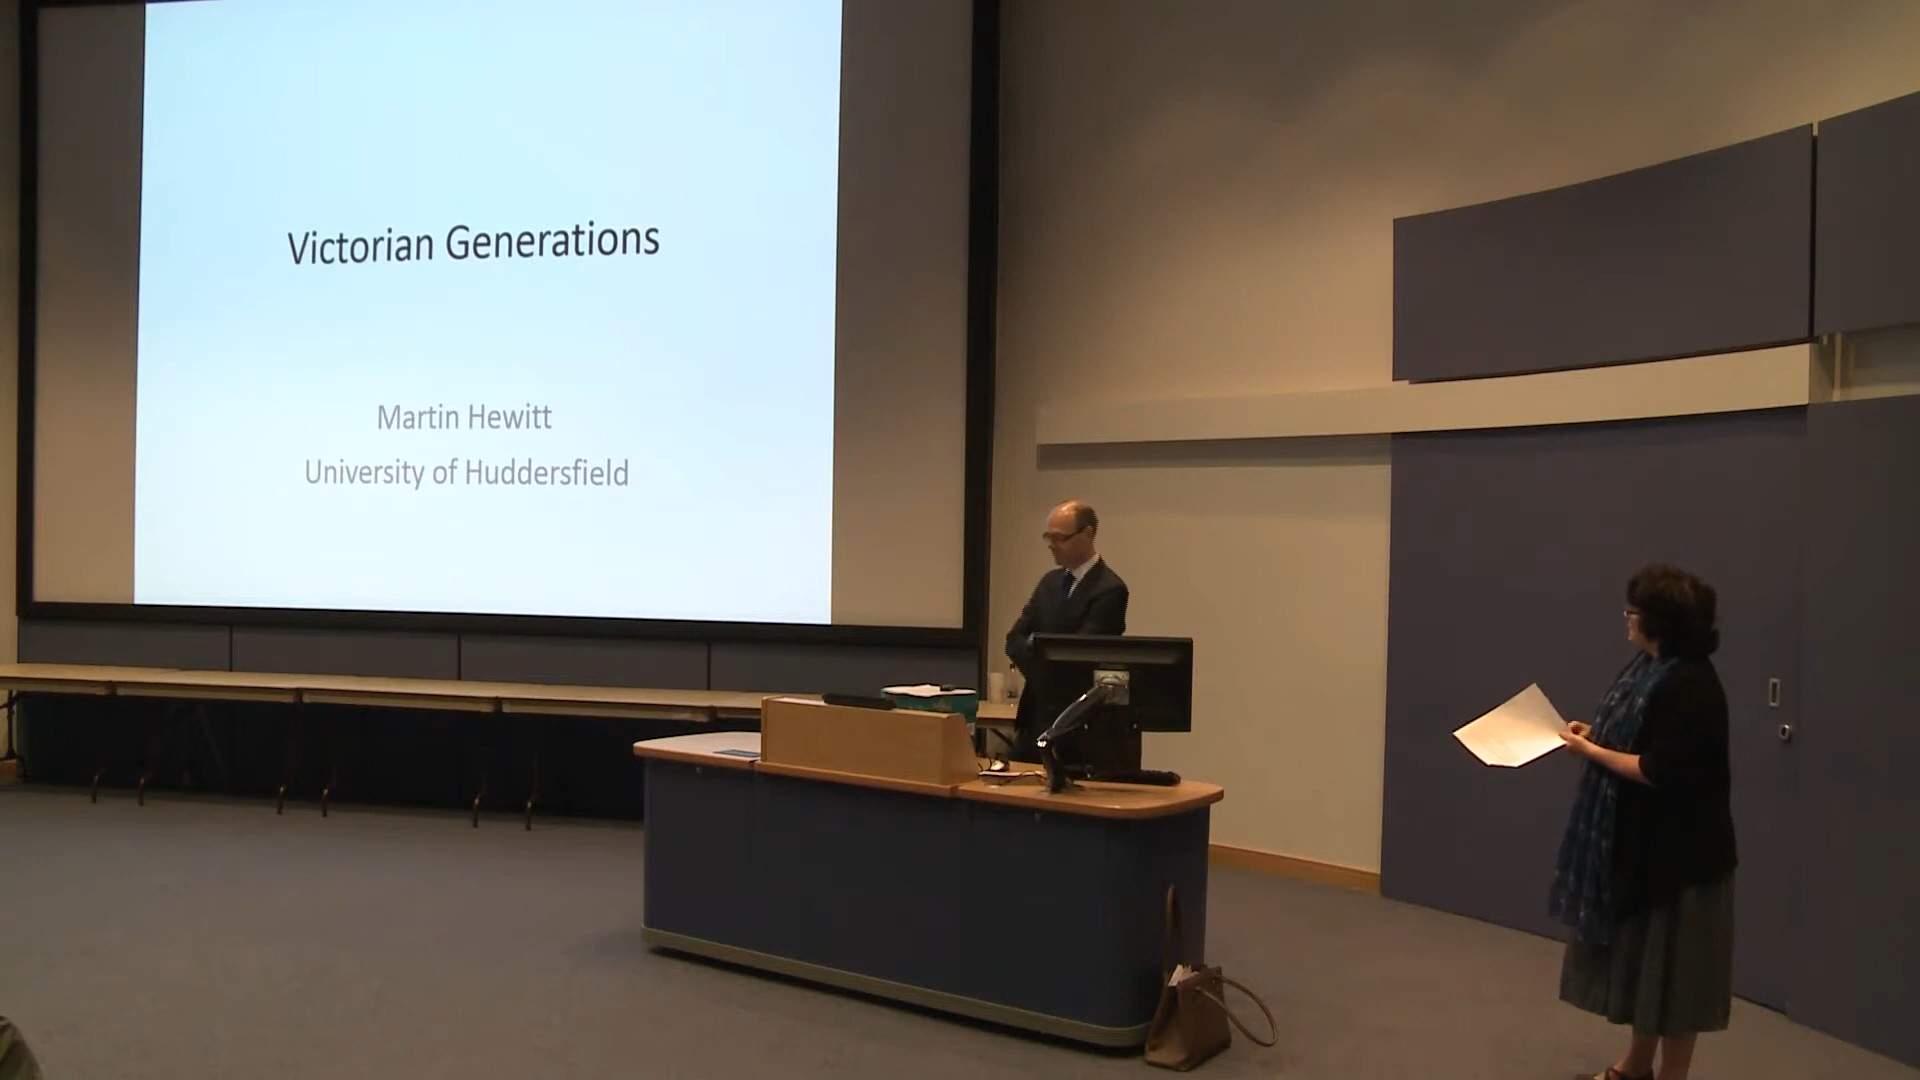 Victorian Generations
Martin Hewitt
University of Huddersfield